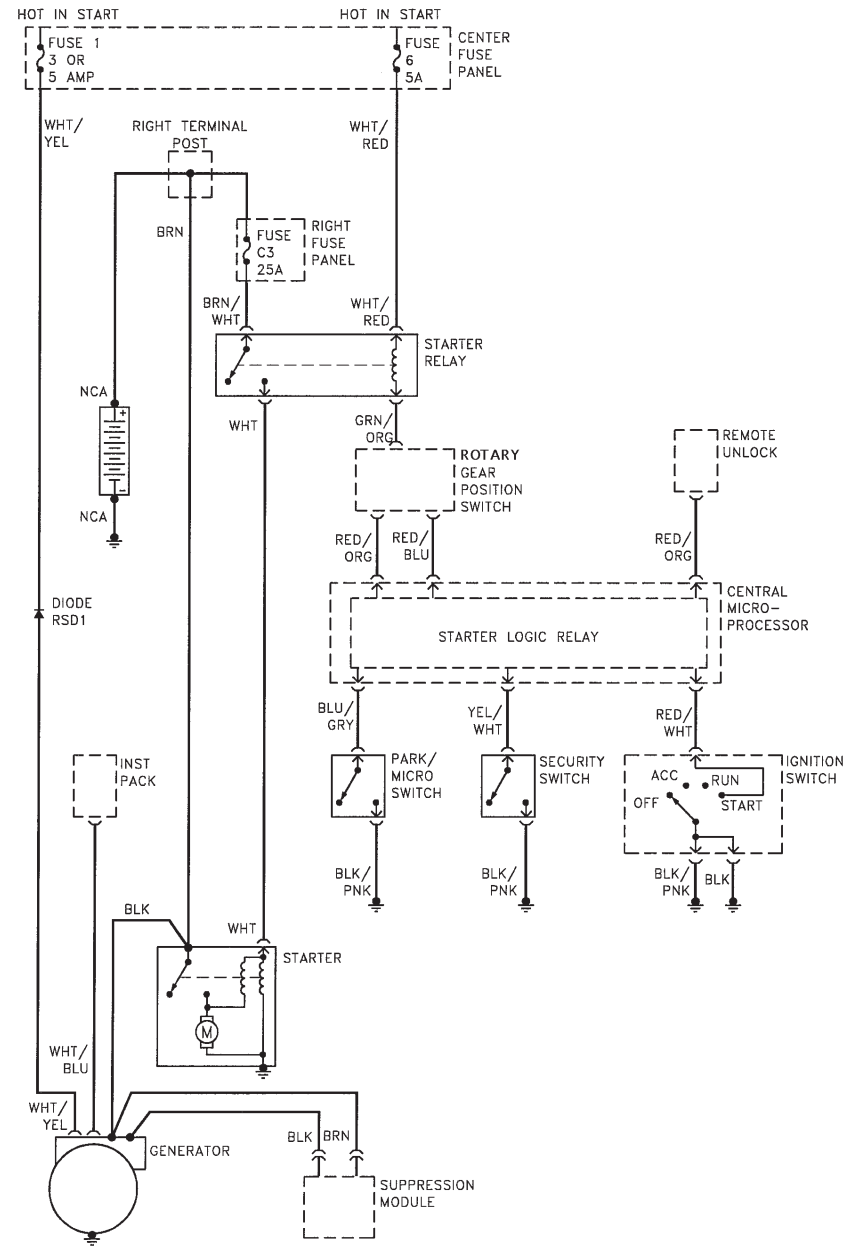 HOT IN START
HOT IN START
FUSE 1
3 OR
5 AMP
FUSE
6
5A
CENTER
FUSE
PANEL
WHT/
YEL
RIGHT TERMINAL
POST
WHT/
RED
BRN
FUSE
C3
25A
RIGHT
FUSE
PANEL
BRN/
WHT
WHT/
RED
STARTER
RELAY
NCA
+
-
NCA
WHT
GRN/
ORG
ROTARY
GEAR
POSITION
SWITCH
REMOTE
UNLOCK
RED/
ORG
RED/
BLU
RED/
ORG
DIODE
RSD1
CENTRAL
MICRO-
PROCESSOR
STARTER LOGIC RELAY
BLU/
GRY
YEL/
WHT
RED/
WHT
INST
PACK
PARK/
MICRO
SWITCH
SECURITY
SWITCH
IGNITION
SWITCH
ACC
RUN
OFF
START
BLK/
PNK
BLK/
PNK
BLK/
PNK
BLK
BLK
WHT
STARTER
M
WHT/
BLU
WHT/
YEL
GENERATOR
BLK
BRN
SUPPRESSION
MODULE